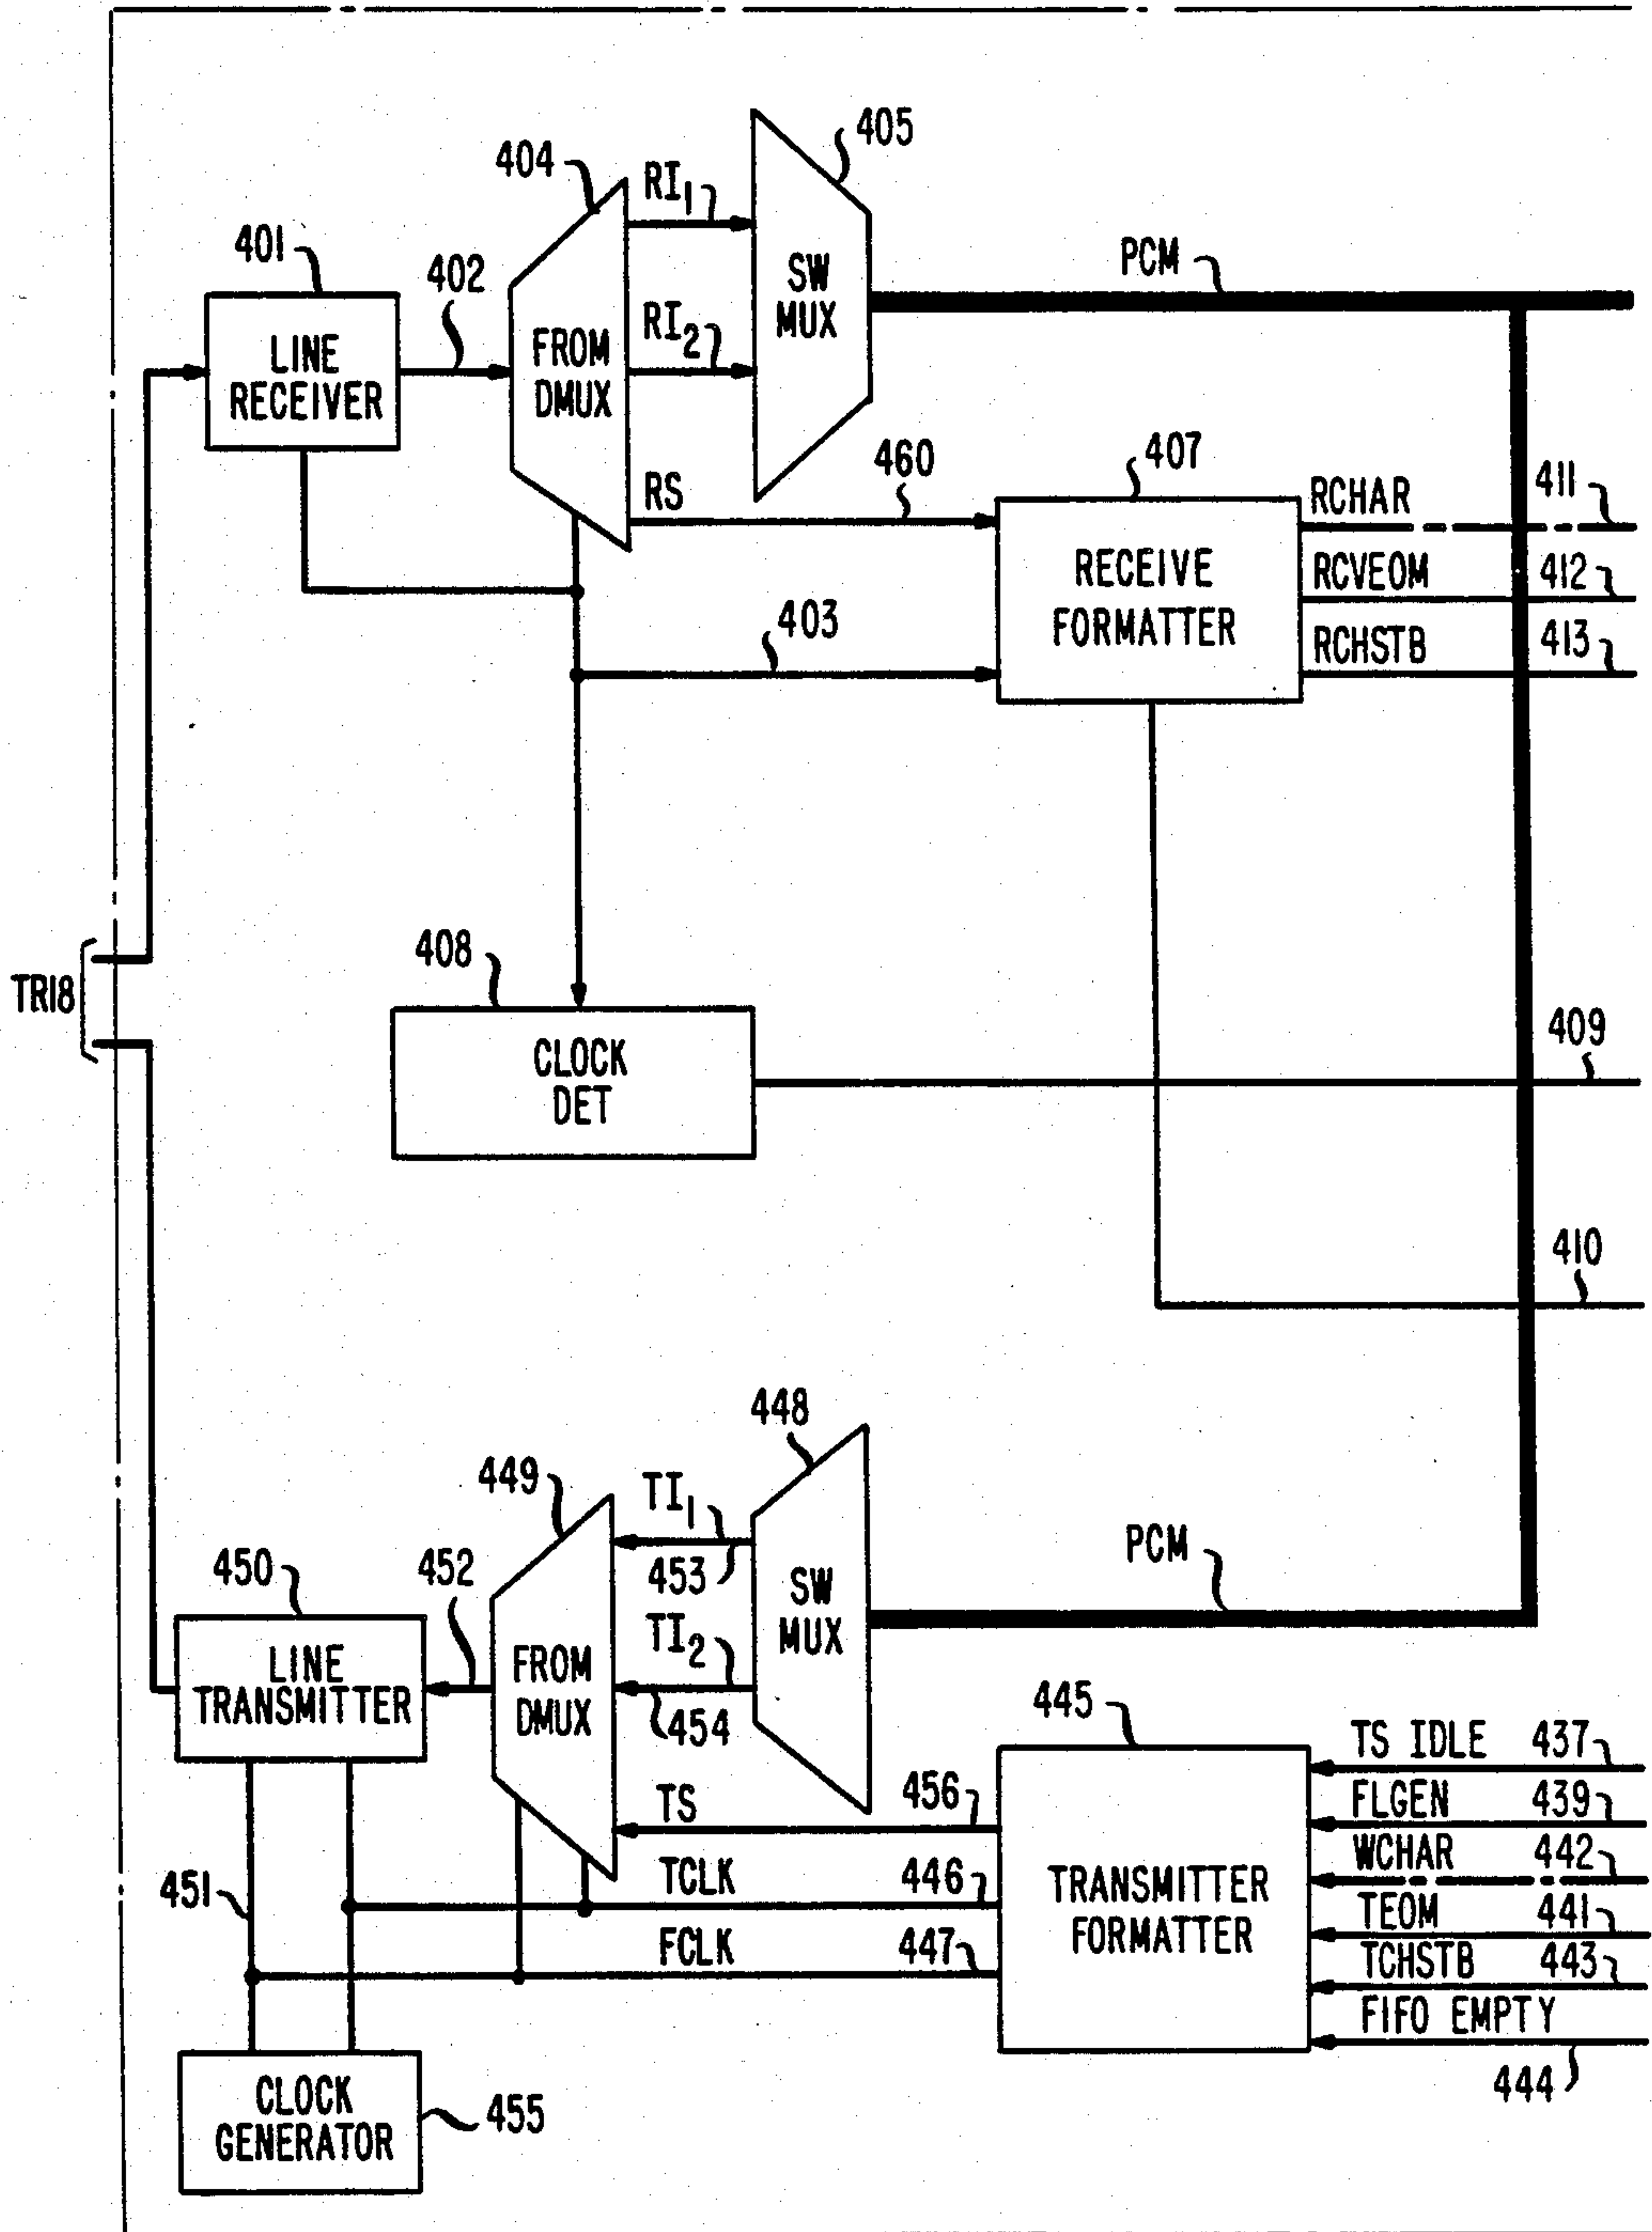 405
404
RI1
401
402
SW
MUX
PCM
RI2
LINE
RECEIVER
FROM
DMUX
460
407
RS
RCHAR
411
RECEIVE
FORMATTER
RCVEOM
412
403
RCHSTB
413
408
TRI8
CLOCK
DET
409
410
448
449
TI1
453
PCM
450
452
SW
MUX
TI2
454
LINE
TRANSMITTER
FROM
DMUX
445
TS IDLE
437
TS
456
FLGEN
439
451
TCLK
446
WCHAR
442
TRANSMITTER
FORMATTER
TEOM
441
FCLK
447
TCHSTB
443
FIFO EMPTY
444
CLOCK
GENERATOR
455